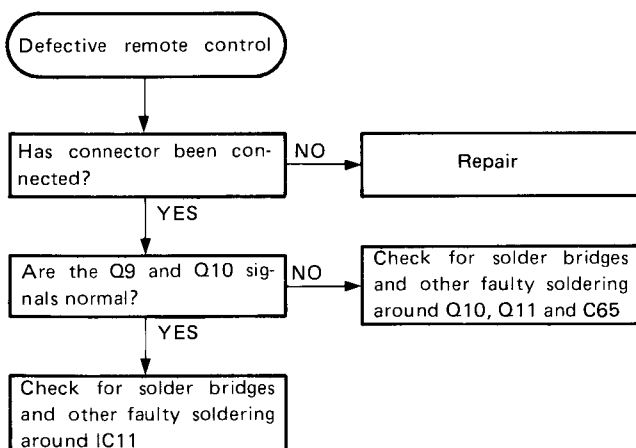 Defective remote control
Has connector been con-
nected?
NO
Repair
YES
Are the Q9 and Q10 sig-
nals normal?
NO
Check for solder bridges
and other faulty soldering
around Q10, Q11 and C65
YES
Check for solder bridges
and other faulty soldering
around IC11